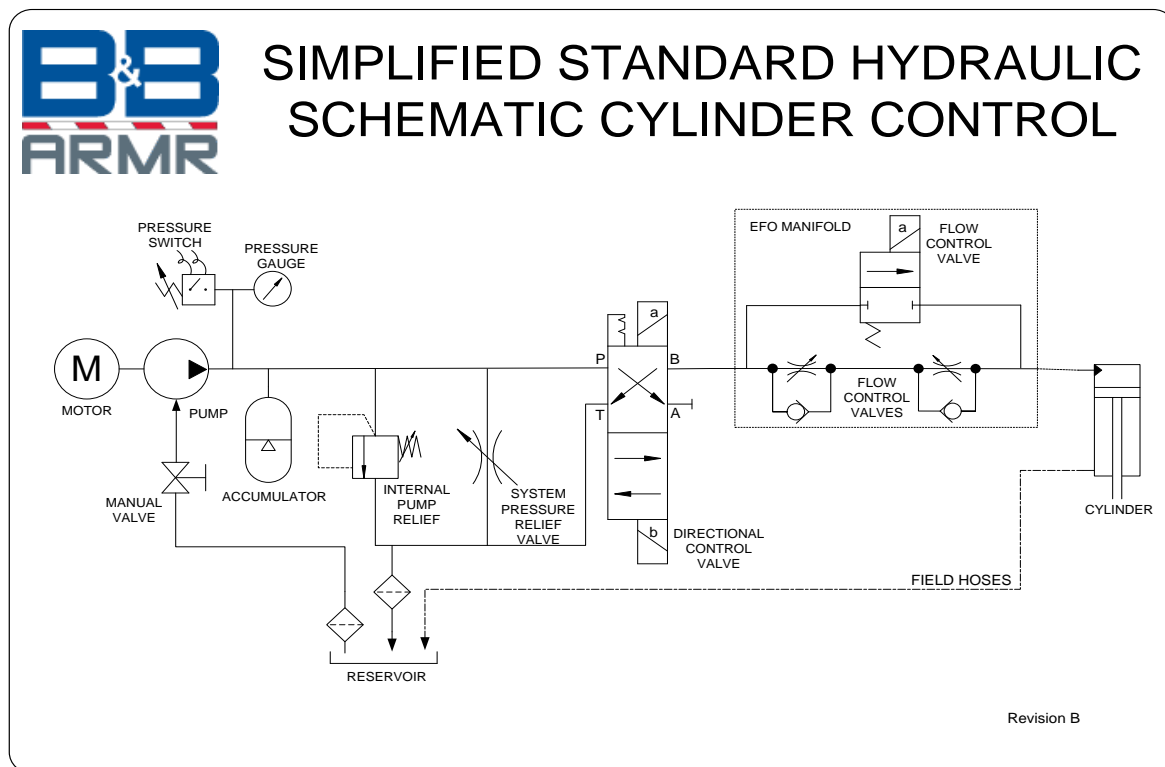 B&B
ARMR
SIMPLIFIED STANDARD HYDRAULIC
SCHEMATIC CYLINDER CONTROL
PRESSURE
SWITCH
PRESSURE
GAUGE
EFO MANIFOLD
a
FLOW
CONTROL
VALVE
a
M
MOTOR
PUMP
P
B
T
A
FLOW
CONTROL
VALVES
MANUAL
VALVE
ACCUMULATOR
INTERNAL
PUMP
RELIEF
SYSTEM
PRESSURE
RELIEF
VALVE
b
DIRECTIONAL
CONTROL
VALVE
CYLINDER
FIELD HOSES
RESERVOIR
Revision B